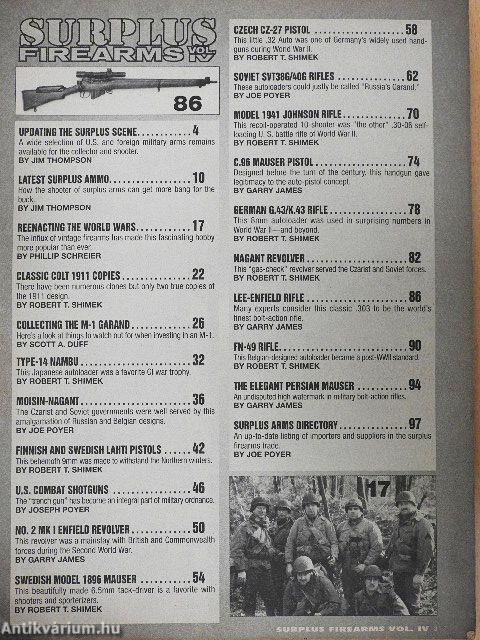 SURPLUS
FIREARMS VOL. IV
86
UPDATING THE SURPLUS SCENE..........4
A wide selection of U.S. and foreign military arms remains
available for the collector and shooter.
BY JIM THOMPSON
LATEST SURPLUS AMMO..........10
How the shooter of surplus arms can get more bang for the
buck.
BY JIM THOMPSON
REENACTING THE WORLD WARS..........17
The influx of vintage firearms has made this fascinating hobby
more popular than ever.
BY PHILLIP SCHREIER
CLASSIC COLT 1911 COPIES..........22
There have been numerous clones but only two true copies of
the 1911 design.
BY ROBERT T. SHIMEK
COLLECTING THE M-1 GARAND..........26
Here's a look at things to watch out for when investing in an M-1.
BY SCOTT A. DUFF
TYPE-14 NAMBU..........32
This Japanese autoloader was a favorite GI war trophy.
BY ROBERT T. SHIMEK
MOISIN-NAGANT..........36
The Czarist and Soviet governments were well served by this
amalgamation of Russian and Belgian designs.
BY JOE POYER
FINNISH AND SWEDISH LAHTI PISTOLS......42
This behemoth 9mm was made to withstand the Northern winters.
BY ROBERT T. SHIMEK
U.S. COMBAT SHOTGUNS..........46
The "trench gun" has become an integral part of military ordnance.
BY JOSEPH POYER
NO. 2 MK I ENFIELD REVOLVER..........50
This revolver was a mainstay with British and Commonwealth
forces during the Second World War.
BY GARRY JAMES
SWEDISH MODEL 1896 MAUSER..........54
This beautifully made 6.5mm tack-driver is a favorite with
shooters and sporterizers.
BY ROBERT T. SHIMEK
CZECH CZ-27 PISTOL..........58
This little .32 Auto was one of Germany's widely used hand-
guns during World War II.
BY ROBERT T. SHIMEK
SOVIET SVT38G/40G RIFLES..........62
These autoloaders could just be called "Russia's Garand."
BY JOE POYER
MODEL 1941 JOHNSON RIFLE..........70
This recoil-operated 10-shooter was "the other" .30-06 self-
loading U.S. battle rifle of World War II.
BY ROBERT T. SHIMEK
C.96 MAUSER PISTOL..........74
Designed before the turn of the century, this handgun gave
legitimacy to the auto-pistol concept.
BY GARRY JAMES
GERMAN G.43/K.43 RIFLE..........78
This 8mm autoloader was used in surprising numbers in
World War II—and beyond.
BY ROBERT T. SHIMEK
NAGANT REVOLVER..........82
This "gas-check" revolver served the Czarist and Soviet forces.
BY ROBERT T. SHIMEK
LEE-ENFIELD RIFLE..........86
Many experts consider this classic .303 to be the world's
finest bolt-action rifle.
BY GARRY JAMES
FN-49 RIFLE..........90
This Belgian-designed autoloader became a post-WWII standard.
BY ROBERT T. SHIMEK
THE ELEGANT PERSIAN MAUSER..........94
An undisputed high watermark in military bolt-action rifles.
BY GARRY JAMES
SURPLUS ARMS DIRECTORY..........97
An up-to-date listing of importers and suppliers in the surplus
firearms trade.
BY JOE POYER
17
SURPLUS FIREARMS VOL. IV 3
Antikvárium.hu